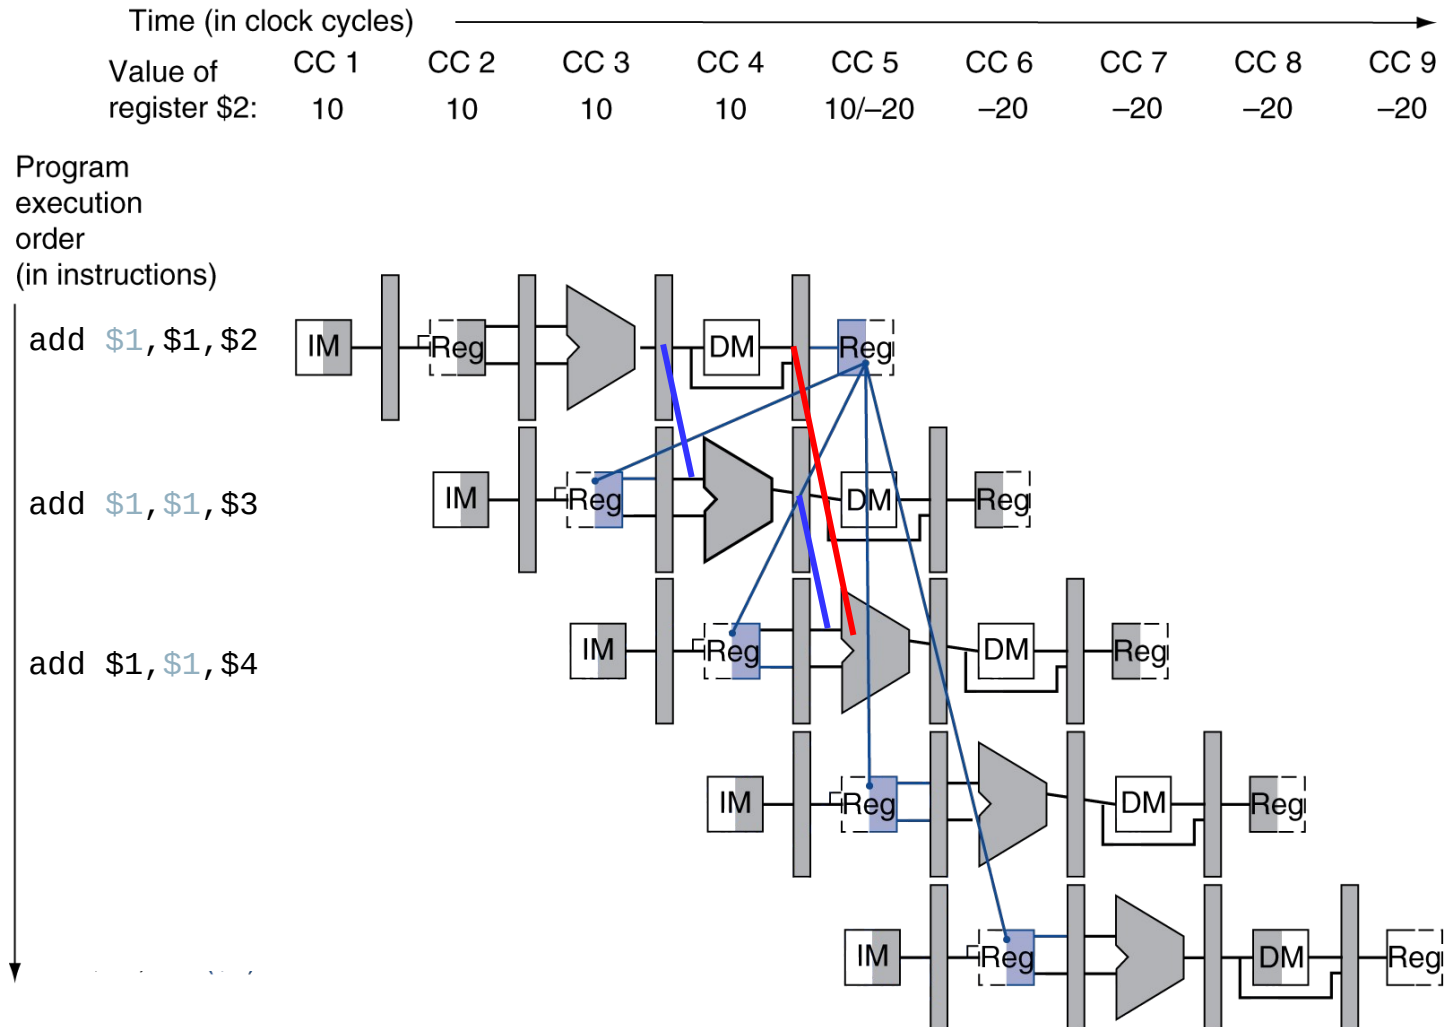 Time (in clock cycles)
CC 1 CC 2 CC 3 CC 4 CC 5 CC 6 CC 7 CC 8 CC 9
Value of
register $2:
10 10 10 10 10/–20 –20 –20 –20 –20
Program
execution
order
(in instructions)
add $1,$1,$2
IM Reg DM Reg
add $1,$1,$3
IM Reg DM Reg
add $1,$1,$4
IM Reg DM Reg
IM Reg DM Reg
IM Reg DM Reg